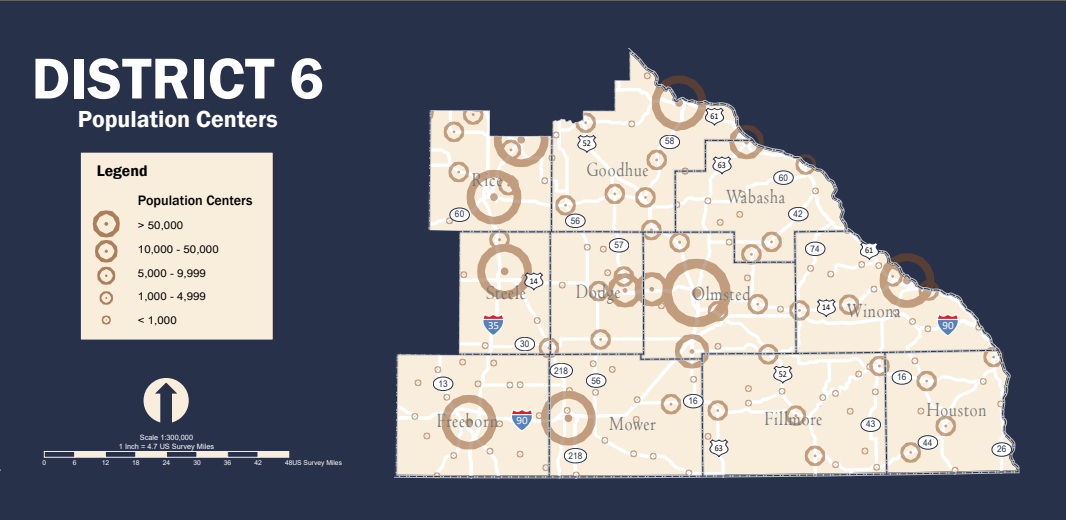 DISTRICT 6
Population Centers
Legend
Population Centers
> 50,000
10,000 - 50,000
5,000 - 9,999
1,000 - 4,999
< 1,000
Scale 1:300,000
1 Inch = 4.7 US Survey Miles
0 6 12 18 24 30 36 42 48US Survey Miles
61
52
58
Goodhue
63
Rice
60
Wabasha
60
56
42
57
74
61
14
Steele
Dodge
Olmsted
14
Winona
35
90
30
218
52
13
56
16
16
Freeborn
90
Mower
Fillmore
Houston
43
44
218
63
26